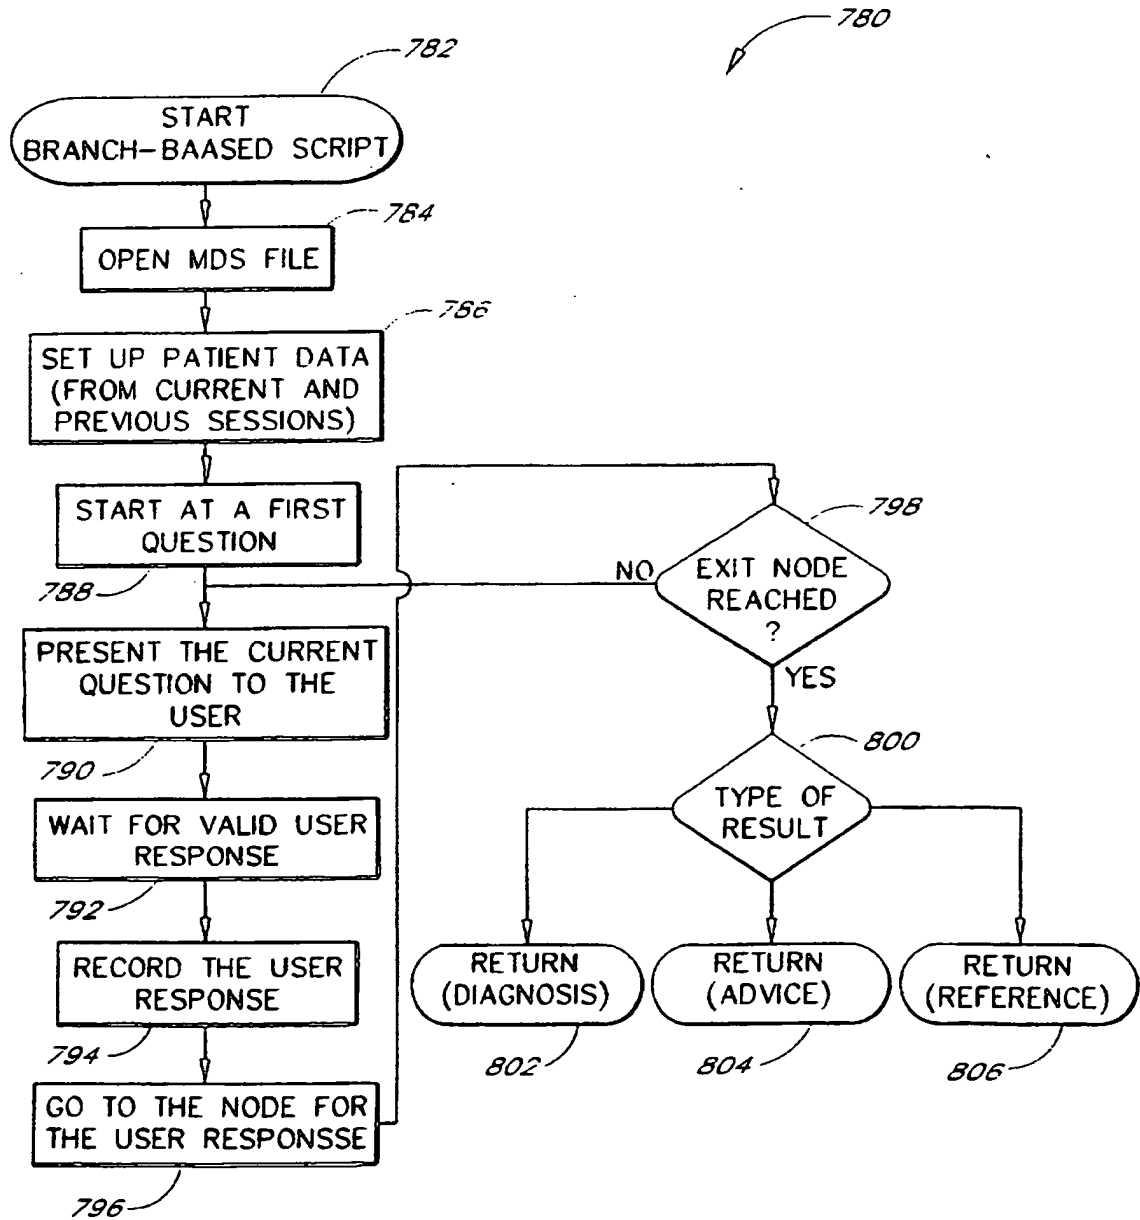 780
782
START
BRANCH-BAASED SCRIPT
784
OPEN MDS FILE
786
SET UP PATIENT DATA
(FROM CURRENT AND
PREVIOUS SESSIONS)
START AT A FIRST
QUESTION
788
PRESENT THE CURRENT
QUESTION TO THE
USER
790
WAIT FOR VALID USER
RESPONSE
792
RECORD THE USER
RESPONSE
794
GO TO THE NODE FOR
THE USER RESPONSSE
796
798
EXIT NODE
REACHED
?
NO
YES
800
TYPE OF
RESULT
RETURN
(DIAGNOSIS)
802
RETURN
(ADVICE)
804
RETURN
(REFERENCE)
806